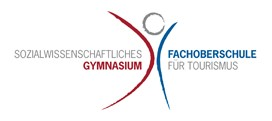 SOZIALWISSENSCHAFTLICHES
GYMNASIUM
FACHOBERSCHULE
FÜR TOURISMUS